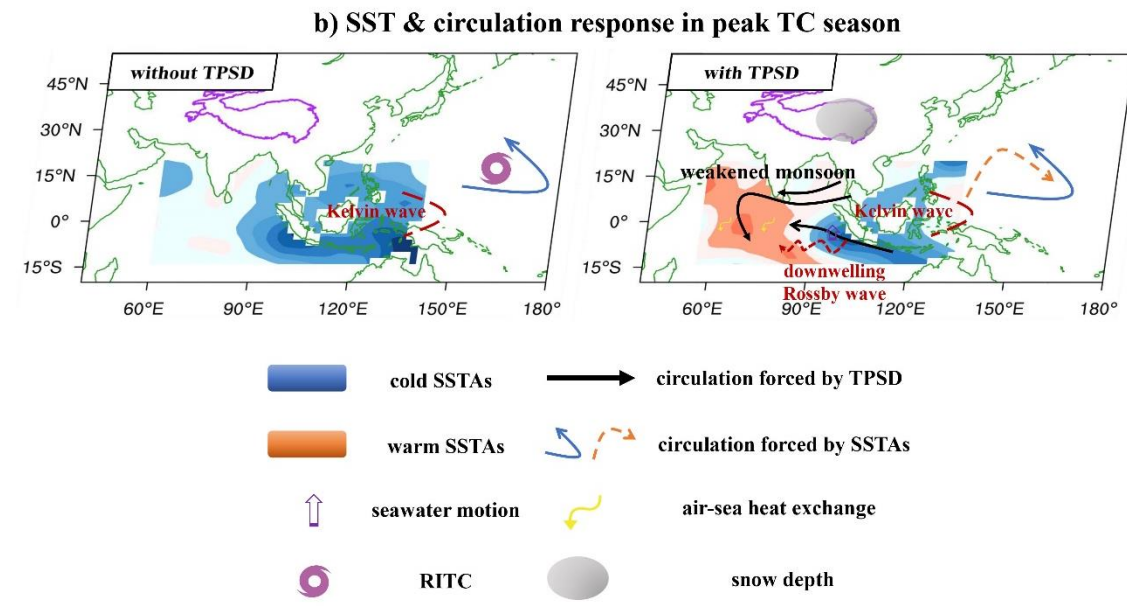 b) SST & circulation response in peak TC season
without TPSD
with TPSD
45°N
30°N
15°N
0°
15°S
60°E
90°E
120°E
150°E
180°
Kelvin wave
45°N
30°N
15°N
0°
15°S
60°E
90°E
120°E
150°E
180°
weakened monsoon
Kelvin wave
downwelling
Rossby wave
cold SSTAs
circulation forced by TPSD
warm SSTAs
circulation forced by SSTAs
seawater motion
air-sea heat exchange
RITC
snow depth